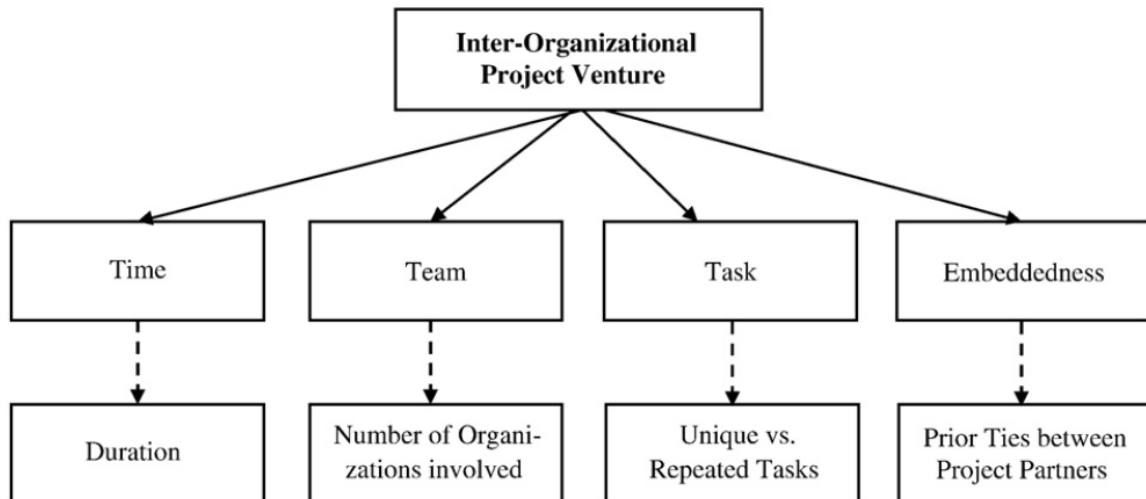 Inter-Organizational
Project Venture
Time
Team
Task
Embeddedness
Duration
Number of Organi-
zations involved
Unique vs.
Repeated Tasks
Prior Ties between
Project Partners